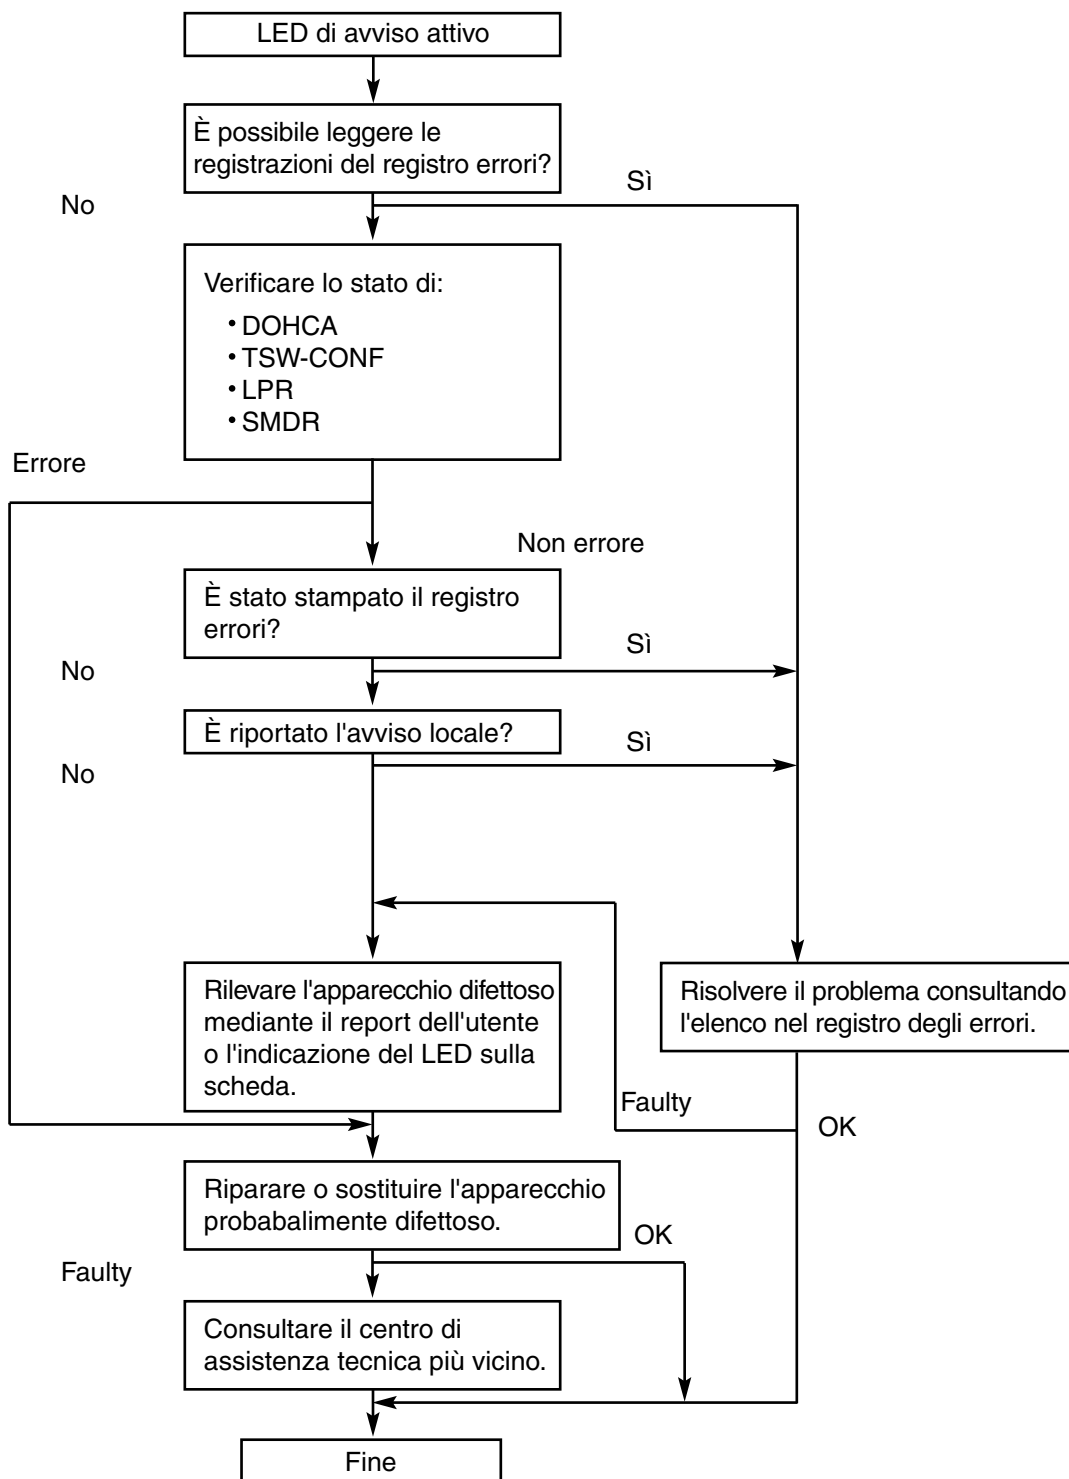 LED di avviso attivo
È possibile leggere le
registrazioni del registro errori?
No
Sì
Verificare lo stato di:
• DOHCA
• TSW-CONF
• LPR
• SMDR
Errore
Non errore
È stato stampato il registro
errori?
No
Sì
È riportato l'avviso locale?
No
Sì
Rilevare l'apparecchio difettoso
mediante il report dell'utente
o l'indicazione del LED sulla
scheda.
Risolvere il problema consultando
l'elenco nel registro degli errori.
Faulty
OK
Riparare o sostituire l'apparecchio
probabalimente difettoso.
OK
Faulty
Consultare il centro di
assistenza tecnica più vicino.
Fine